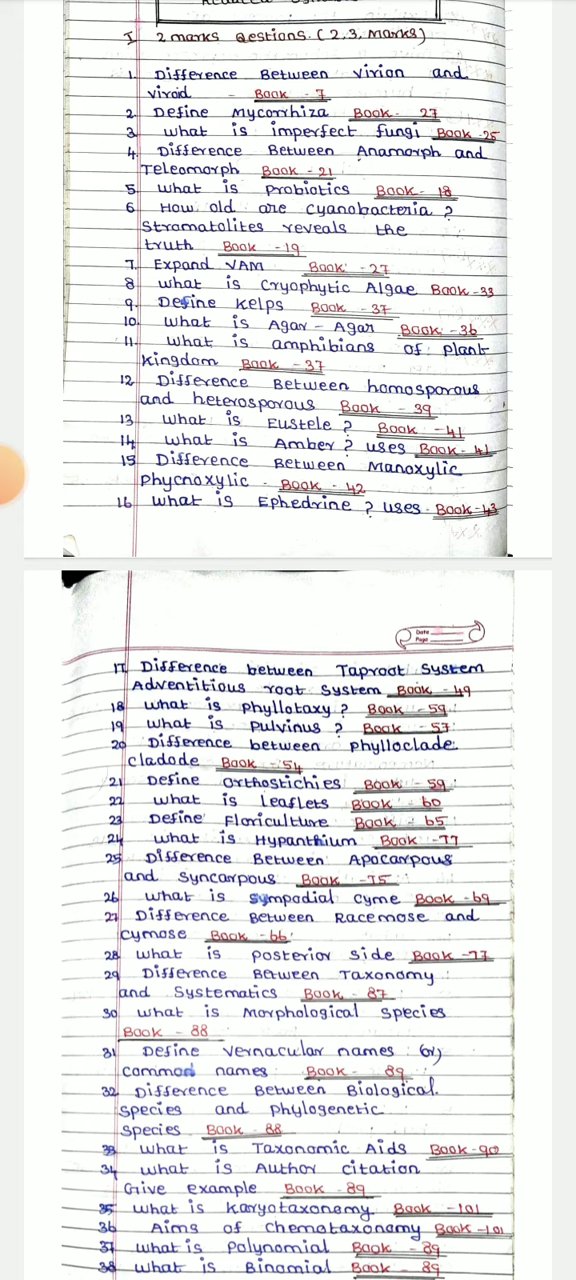 I 2 marks Qestions. (2,3, Marks)
1. Difference Between virion and
viroid - Book - 7
2. Define Mycorrhiza Book - 27
3 what is imperfect fungi Book -25
4. Difference Between Anamorph and
Teleomorph Book - 21
5 what is Probiotics Book - 18
6 How old are cyanobacteria ?
Stromatolites reveals the
truth Book - 19
7. Expand VAM Book - 27
8 what is cryophytic Algae Book -33
9. Define Kelps Book - 37
10. what is Agar - Agar Book - 36
11. what is amphibians of plant
kingdom Book - 37
12 Difference Between homosporous
and heterosporous Book - 39
13 what is Eustele ? Book - 41
14 what is Amber ? uses Book - 41
15 Difference Between Manoxylic
Phycnoxylic - Book - 42
16 what is Ephedrine ? uses - Book -43
Date
Page
17 Difference between Taproot System
Adventitious root System Book - 49
18 what is phyllotaxy ? Book - 59
19 what is Pulvinus ? Book - 57
20 Difference between phylloclade
cladode Book - 54
21 Define orthostichies Book - 59
22 what is Leaflets Book - 60
23 Define Floriculture Book - 65
24 what is Hypanthium Book -77
25 Difference Between Apocarpous
and Syncarpous Book - 75
26 what is sympodial cyme Book - 69
27 Difference Between Racemose and
cymose Book - 66
28 what is posterior side Book - 77
29 Difference Between Taxonomy
and Systematics Book - 87
30 what is Morphological species
Book - 88
31 Define vernacular names (or)
common names Book - 89
32 Difference Between Biological
species and phylogenetic
species Book - 88
33 what is Taxonomic Aids Book -90
34 what is Author citation
Give example Book - 89
35 what is Karyotaxonomy Book - 101
36 Aims of chemotaxonomy Book -101
37 what is Polynomial Book - 89
38 what is Binomial Book - 89